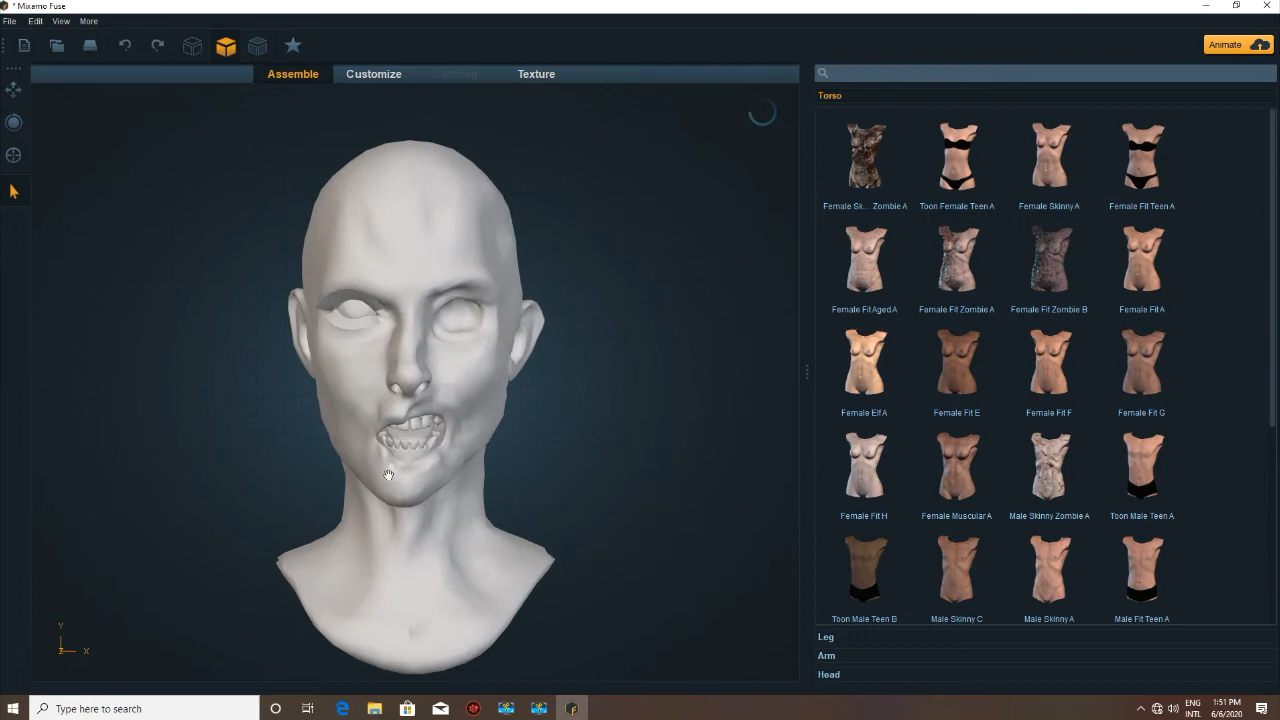 * Mixamo Fuse
File Edit View More
Animate
Assemble Customize Clothing Texture
Torso
Female Sk... Zombie A Toon Female Teen A Female Skinny A Female Fit Teen A
Female Fit Aged A Female Fit Zombie A Female Fit Zombie B Female Fit A
Female Elf A Female Fit E Female Fit F Female Fit G
Female Fit H Female Muscular A Male Skinny Zombie A Toon Male Teen A
Toon Male Teen B Male Skinny C Male Skinny A Male Fit Teen A
Y
Z X
Leg
Arm
Head
Type here to search
ENG 1:51 PM
INTL 6/6/2020